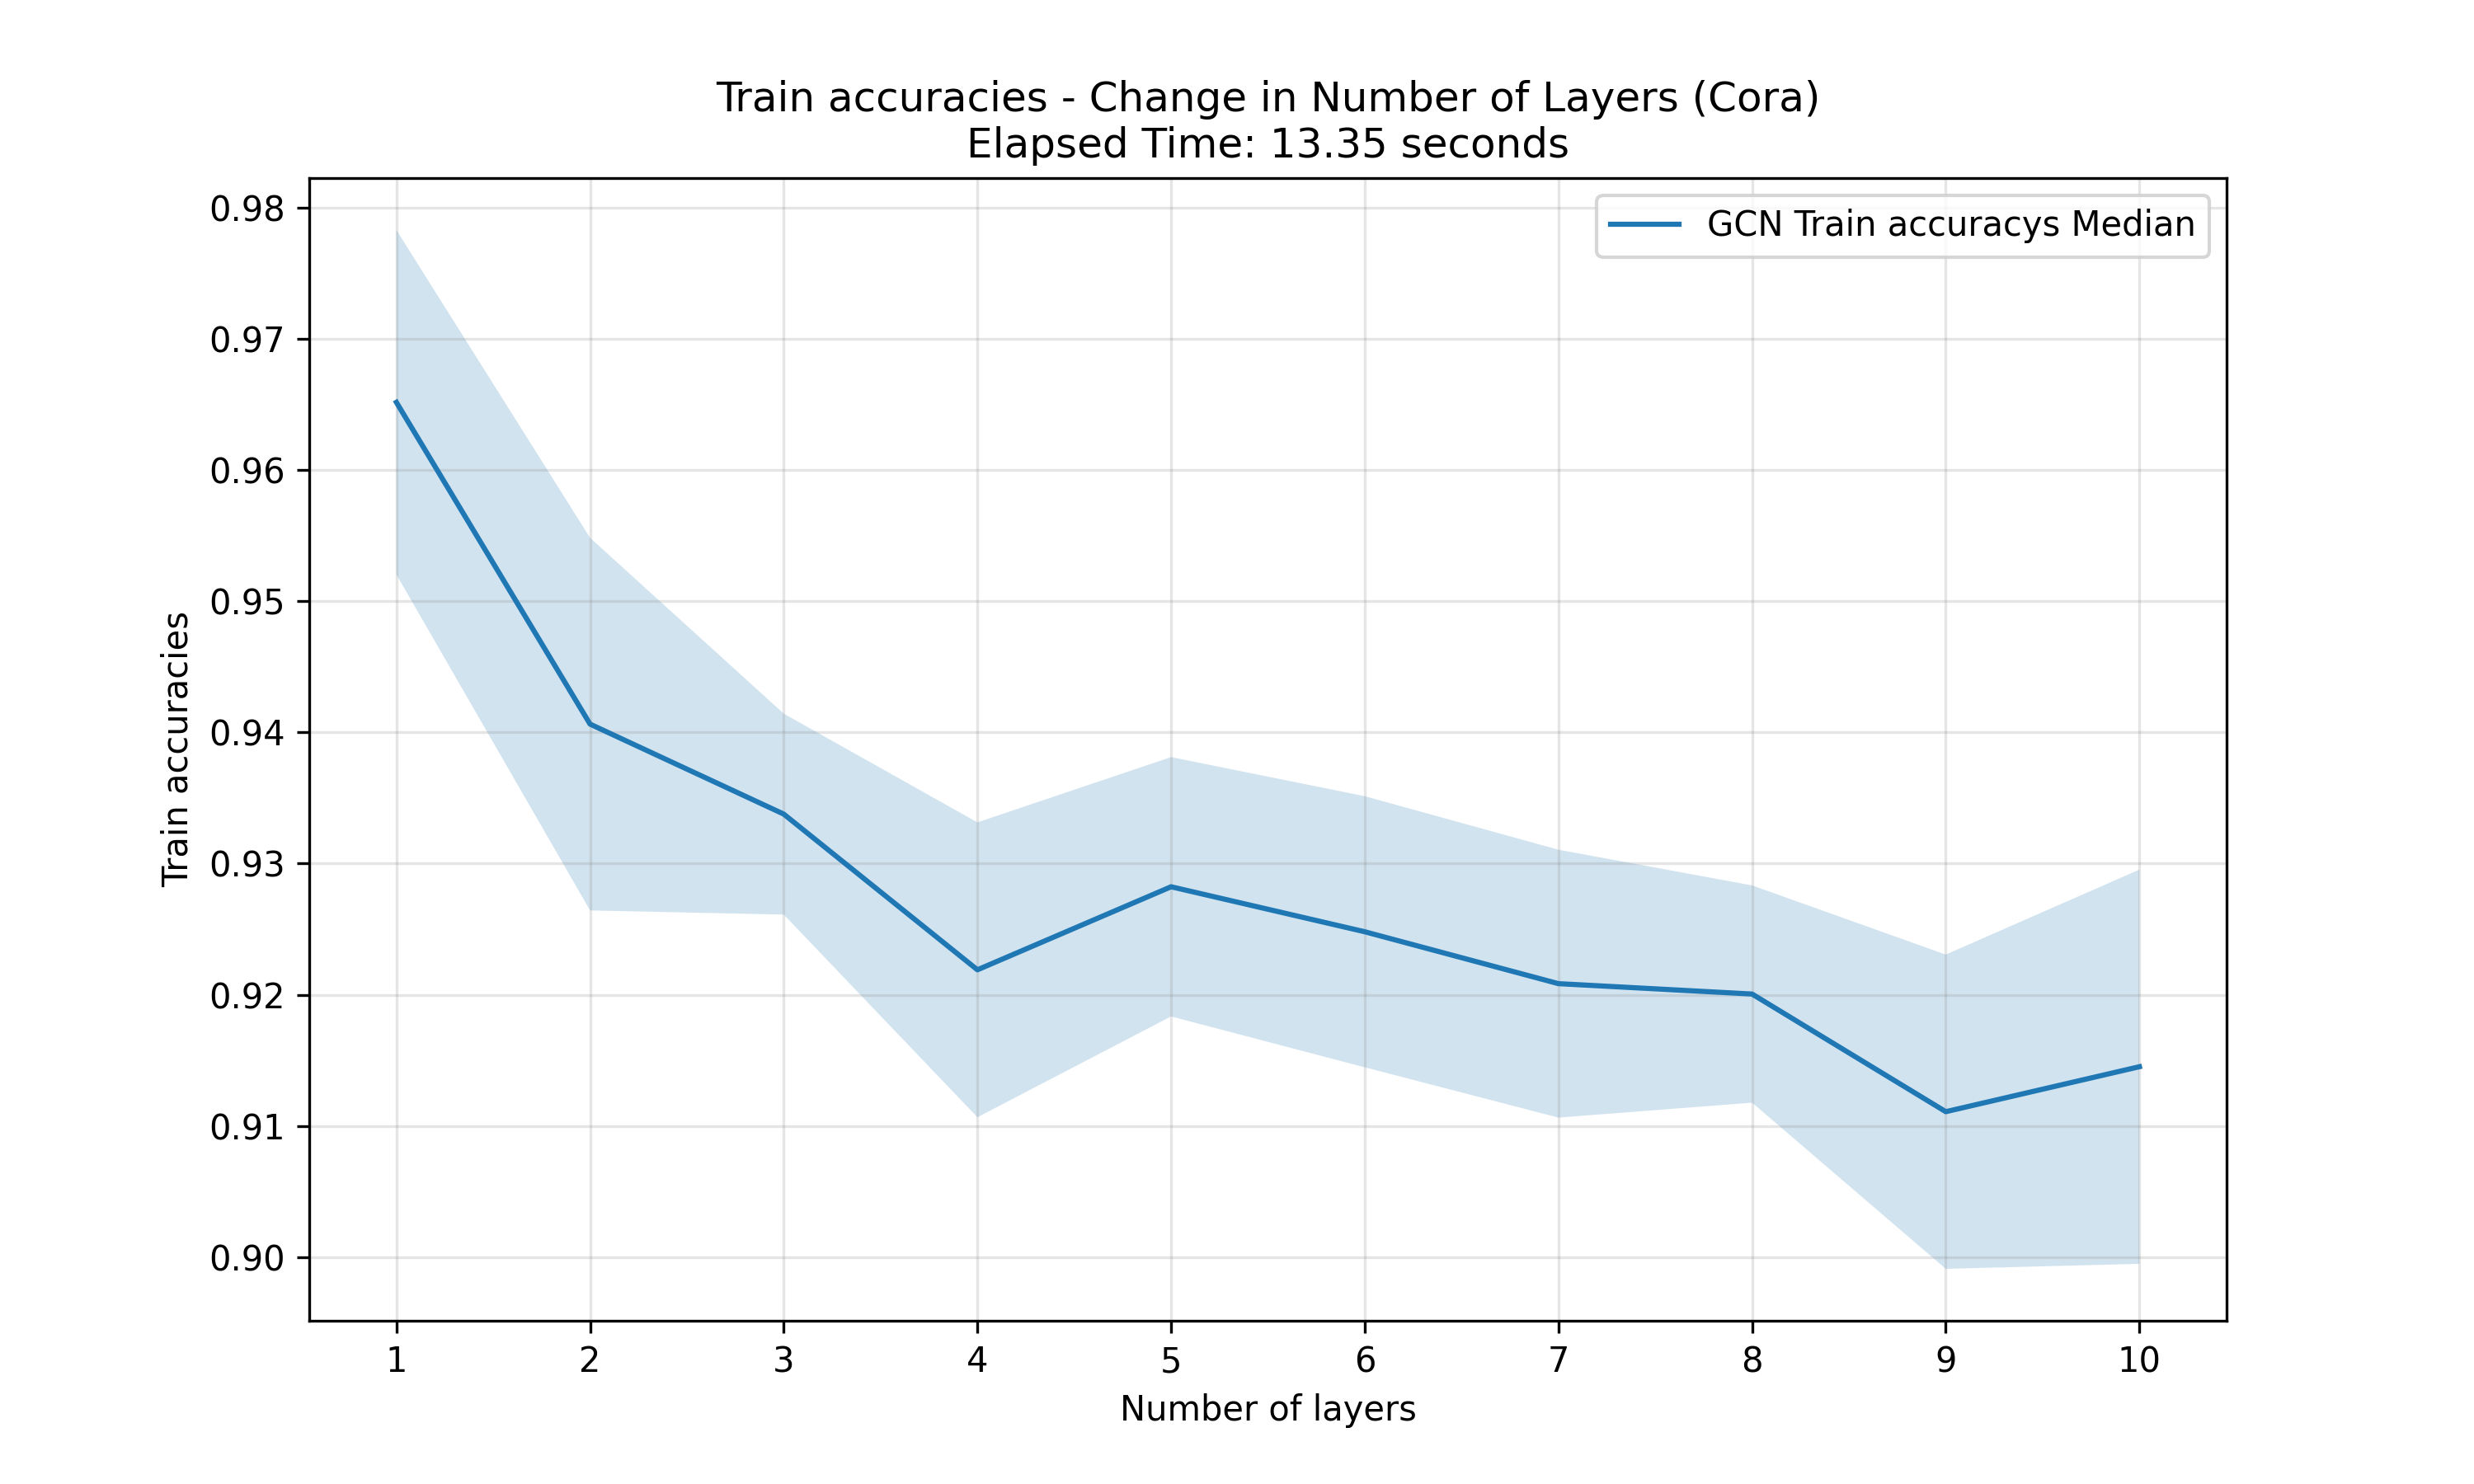 Train accuracies - Change in Number of Layers (Cora)
Elapsed Time: 13.35 seconds
GCN Train accuracys Median
Train accuracies
0.98
0.97
0.96
0.95
0.94
0.93
0.92
0.91
0.90
1 2 3 4 5 6 7 8 9 10
Number of layers